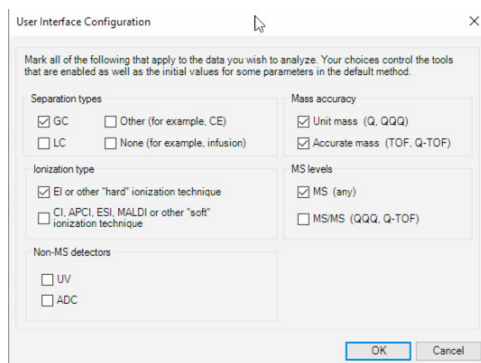 User Interface Configuration
Mark all of the following that apply to the data you wish to analyze. Your choices control the tools
that are enabled as well as the initial values for some parameters in the default method.
Separation types
GC
Other (for example, CE)
LC
None (for example, infusion)
Mass accuracy
Unit mass (Q, QQQ)
Accurate mass (TOF, Q-TOF)
Ionization type
EI or other "hard" ionization technique
CI, APCI, ESI, MALDI or other "soft"
ionization technique
MS levels
MS (any)
MS/MS (QQQ, Q-TOF)
Non-MS detectors
UV
ADC
OK
Cancel